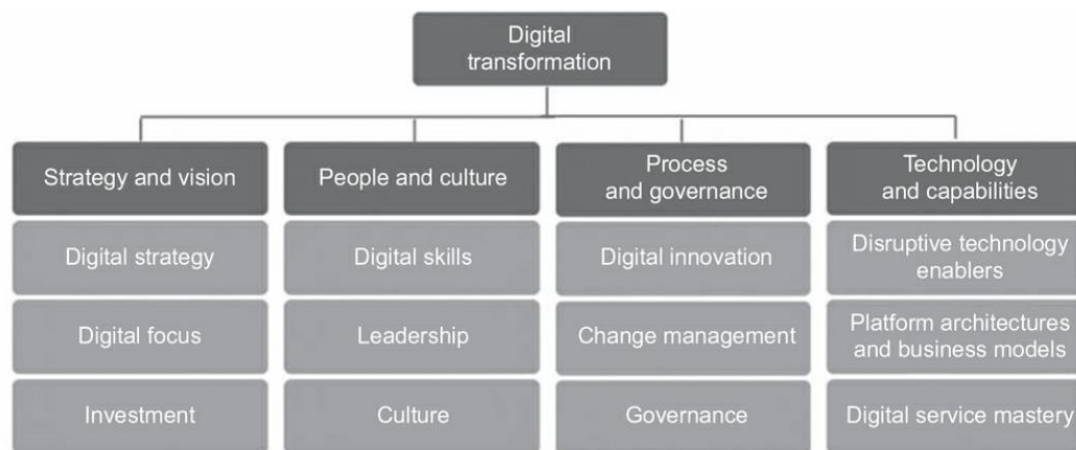 Digital
transformation
Strategy and vision
People and culture
Process
and governance
Technology
and capabilities
Digital strategy
Digital skills
Digital innovation
Disruptive technology
enablers
Digital focus
Leadership
Change management
Platform architectures
and business models
Investment
Culture
Governance
Digital service mastery